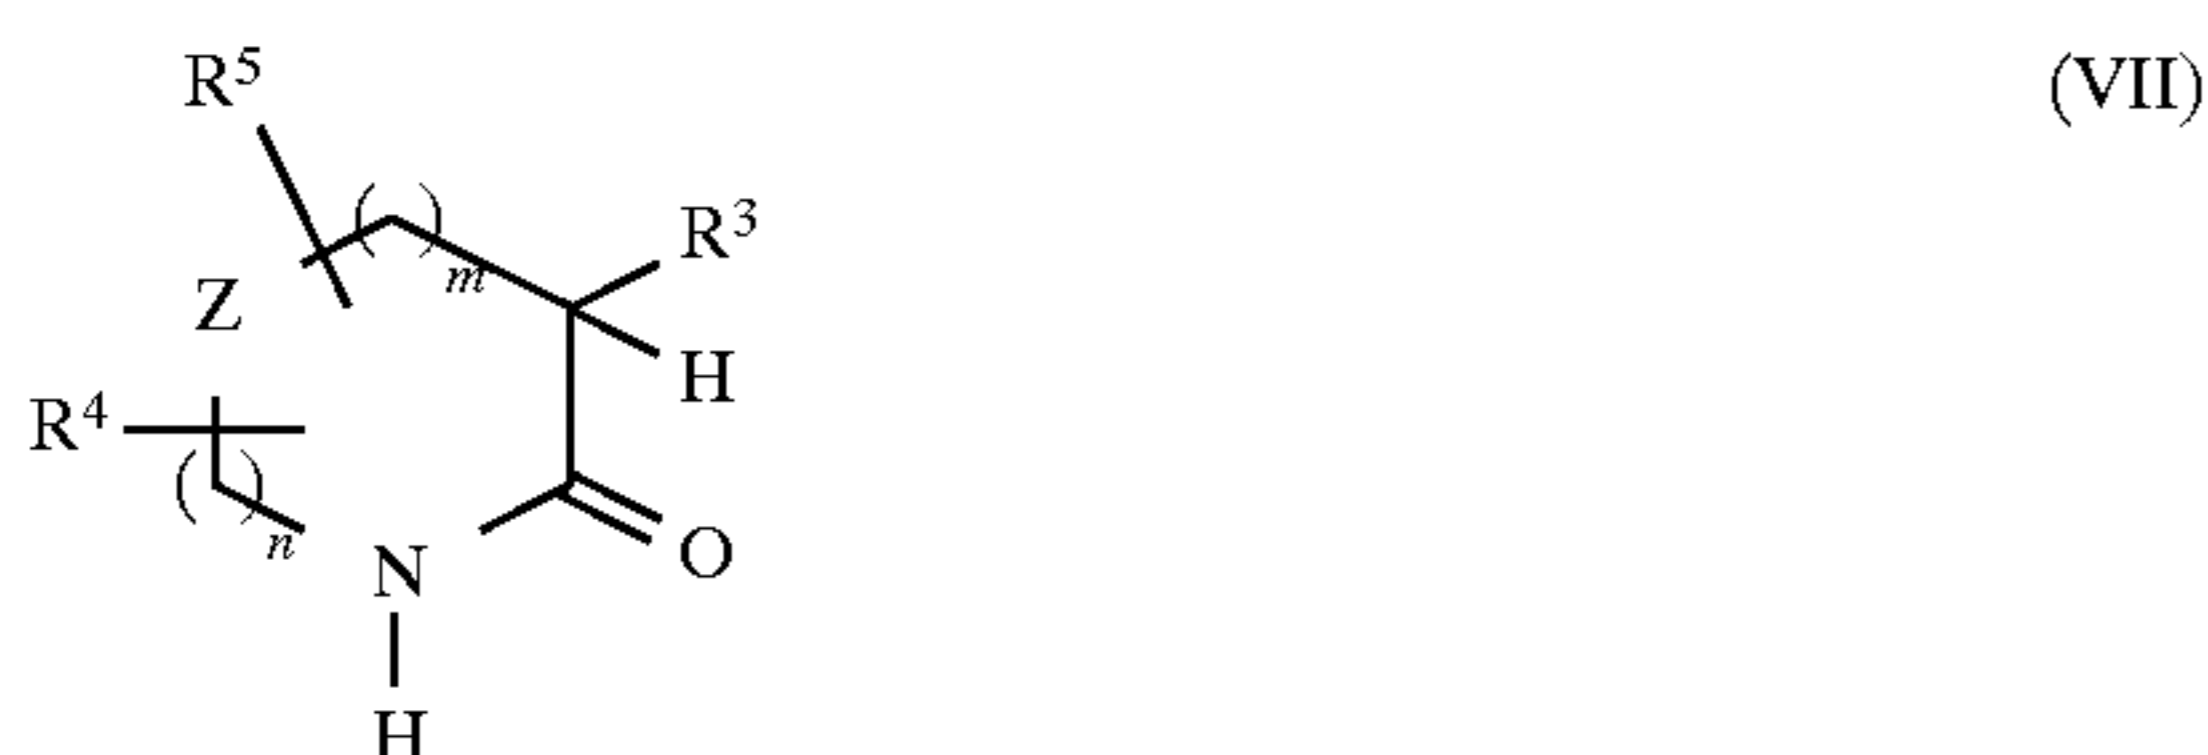 R⁵ (VII)
( ) R³
m
Z
H
R⁴
( )
n O
N
H